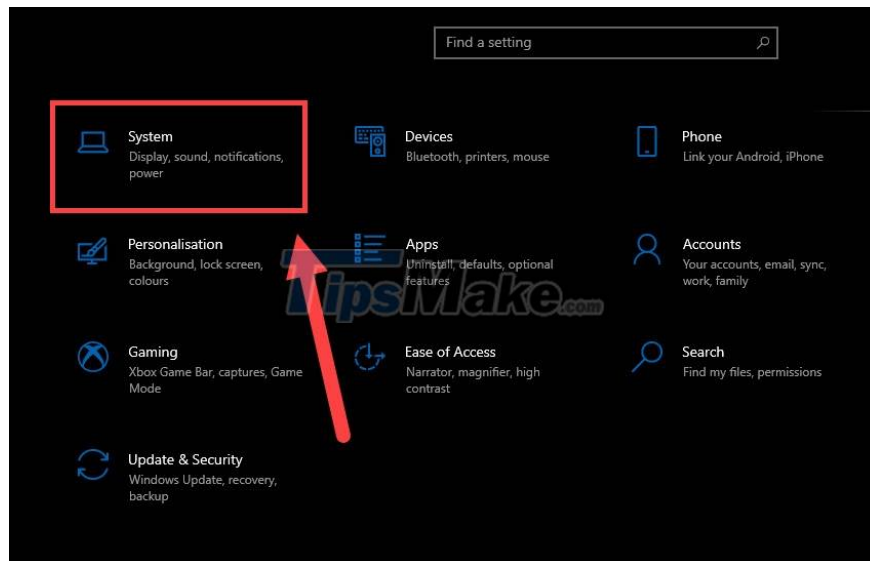 Find a setting
System
Display, sound, notifications,
power
Devices
Bluetooth, printers, mouse
Phone
Link your Android, iPhone
Personalisation
Background, lock screen,
colours
Apps
Uninstall, defaults, optional
features
Accounts
Your accounts, email, sync,
work, family
TipsMake.com
Gaming
Xbox Game Bar, captures, Game
Mode
Ease of Access
Narrator, magnifier, high
contrast
Search
Find my files, permissions
Update & Security
Windows Update, recovery,
backup